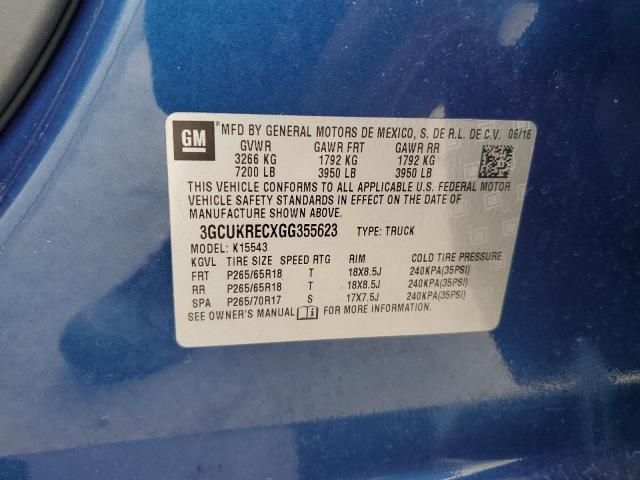 GM *MFD BY GENERAL MOTORS DE MEXICO, S. DE R.L. DE C.V. 06/16
GVWR GAWR FRT GAWR RR
3266 KG 1792 KG 1792 KG
7200 LB 3950 LB 3950 LB
THIS VEHICLE CONFORMS TO ALL APPLICABLE U.S. FEDERAL MOTOR
VEHICLE SAFETY STANDARDS IN EFFECT ON THE DATE OF
MANUFACTURE SHOWN ABOVE.
3GCUKRECXGG355623 TYPE: TRUCK
MODEL: K15543
KGVL TIRE SIZE SPEED RTG RIM COLD TIRE PRESSURE
FRT P265/65R18 T 18X8.5J 240KPA(35PSI)
RR P265/65R18 T 18X8.5J 240KPA(35PSI)
SPA P265/70R17 S 17X7.5J 240KPA(35PSI)
SEE OWNER'S MANUAL FOR MORE INFORMATION.